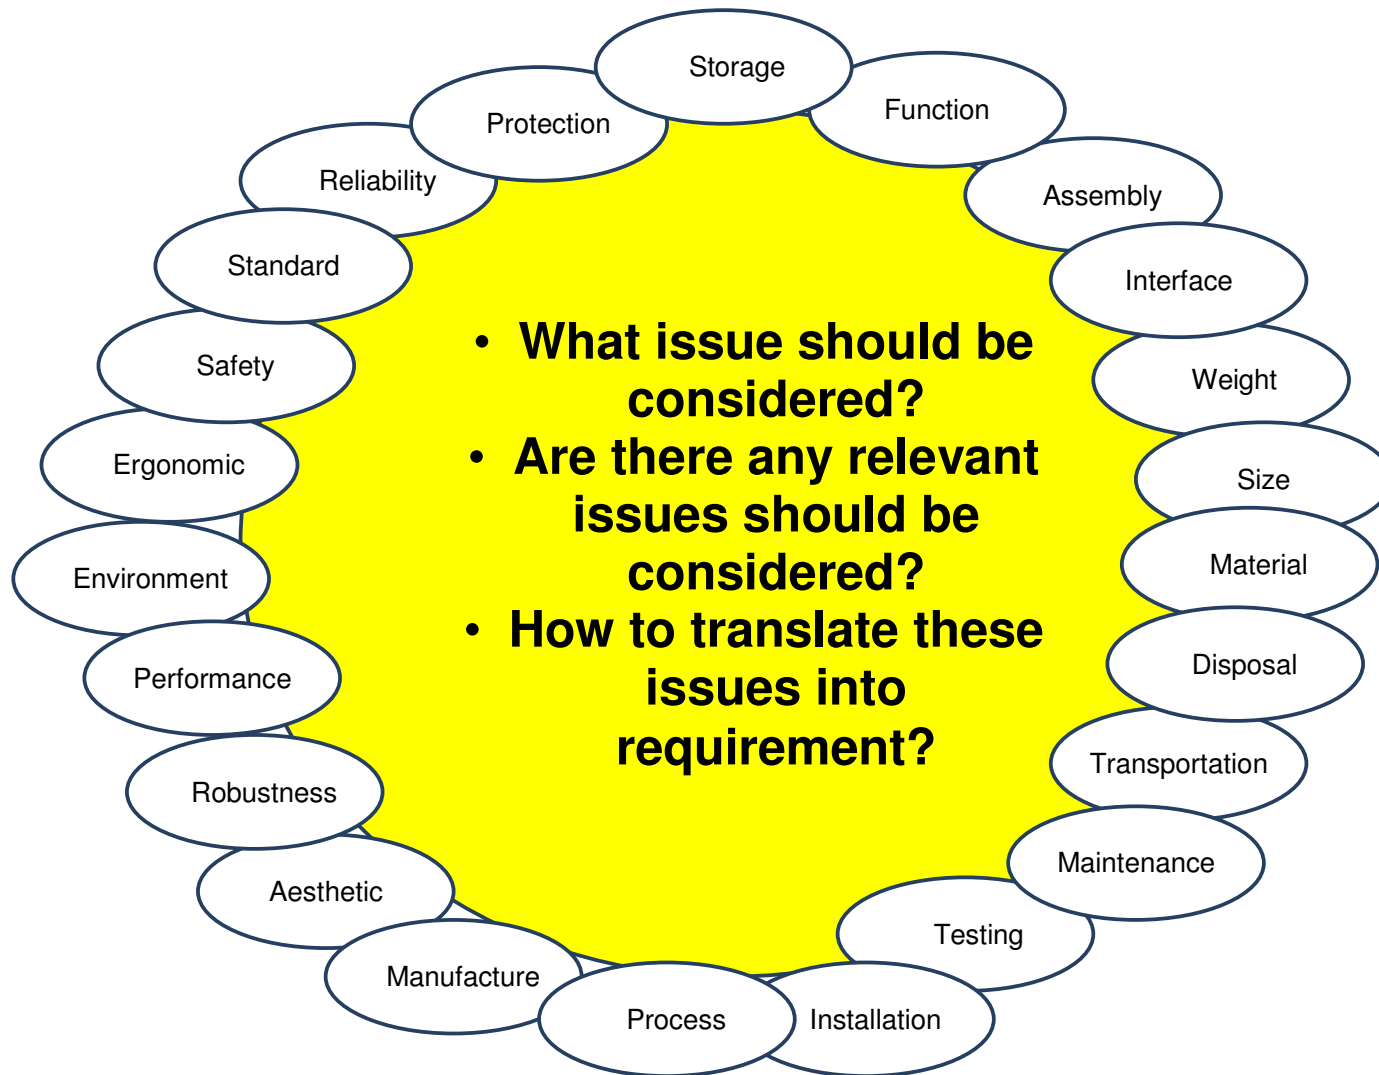 Storage
Function
Assembly
Interface
Weight
Size
Material
Disposal
Transportation
Maintenance
Testing
Installation
Process
Manufacture
Aesthetic
Robustness
Performance
Environment
Ergonomic
Safety
Standard
Reliability
Protection
• What issue should be
considered?
• Are there any relevant
issues should be
considered?
• How to translate these
issues into
requirement?